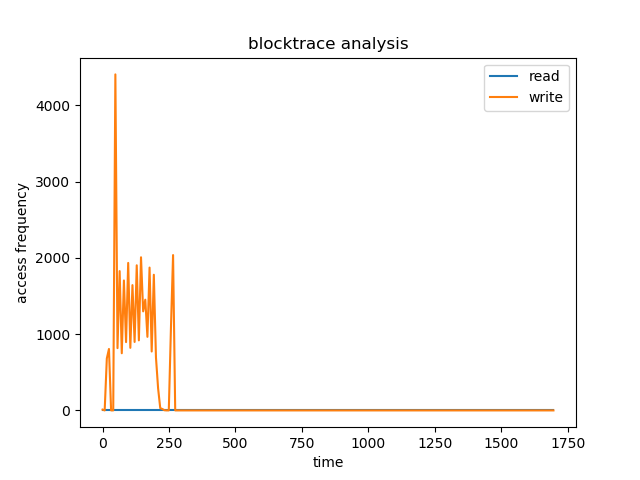 blocktrace analysis
read
write
access frequency
4000
3000
2000
1000
0
0 250 500 750 1000 1250 1500 1750
time